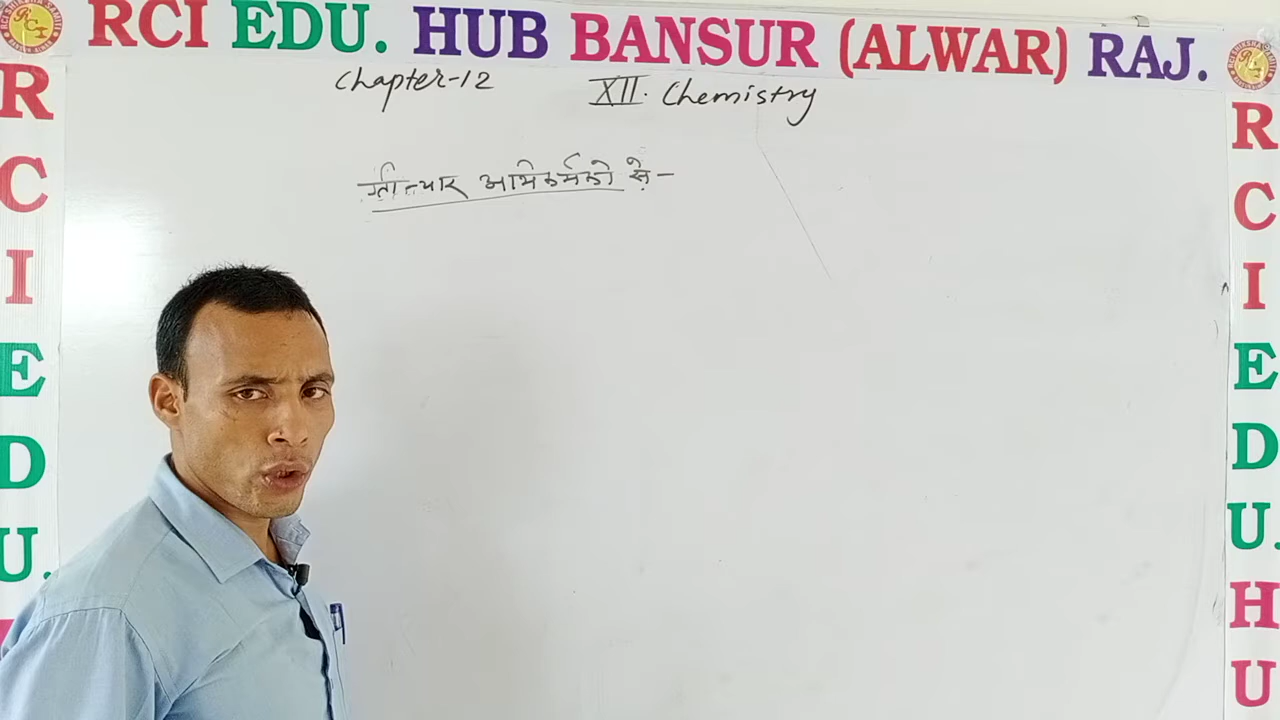 RCI EDU. HUB BANSUR (ALWAR) RAJ.
Chapter-12 XII. Chemistry
ग्रीन्यार अभिकर्मको से-
R
C
I
E
D
U.
R
C
I
E
D
U.
H
U